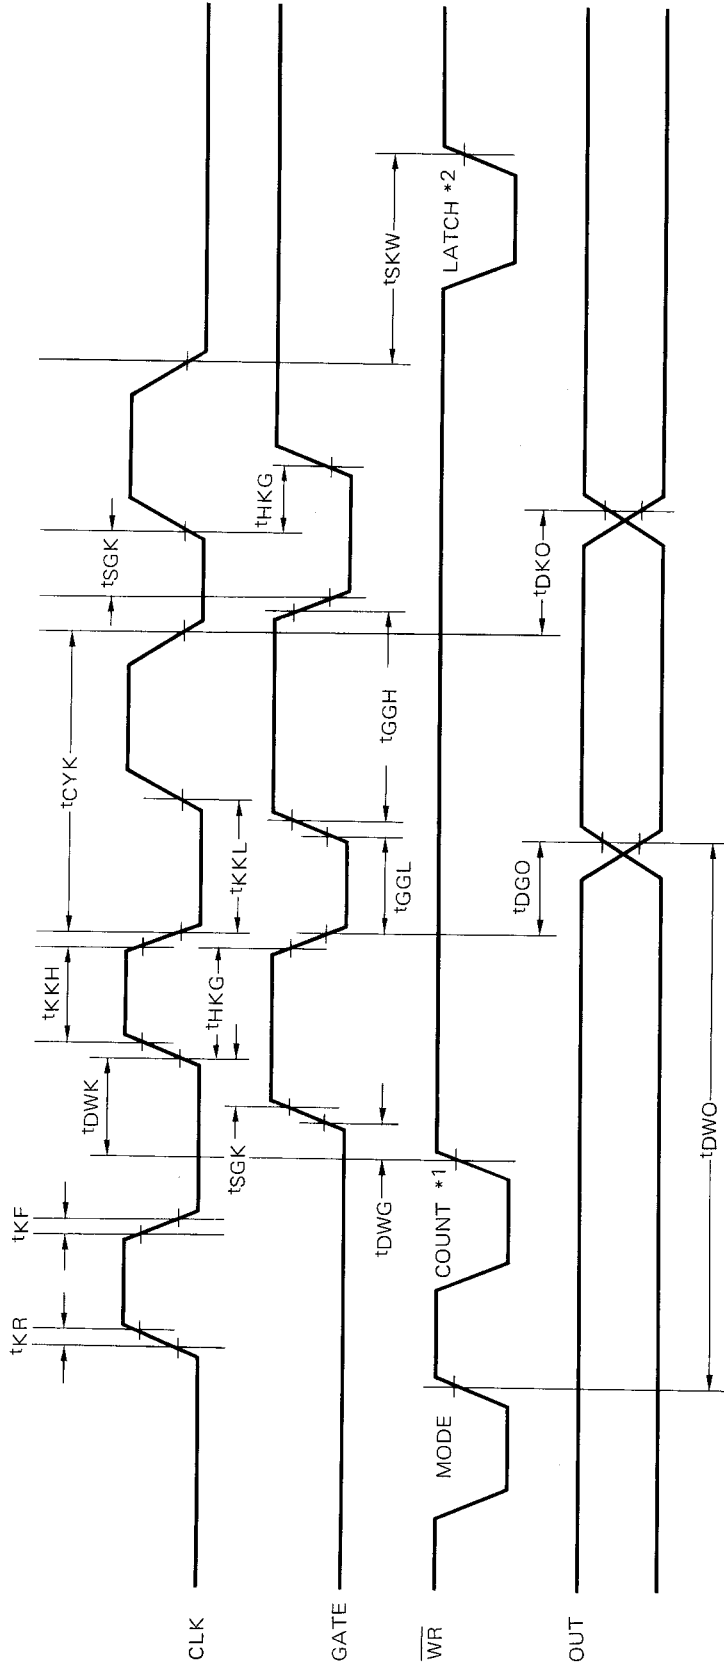 tKR
tKF
tDWK
tKKH
tCYK
tSGK
CLK
tHKG
tKKL
tSGK
tHKG
GATE
tDWG
tGGL
tGGH
tSKW
WR
MODE
COUNT *1
LATCH *2
tDGO
tDKO
OUT
tDWO